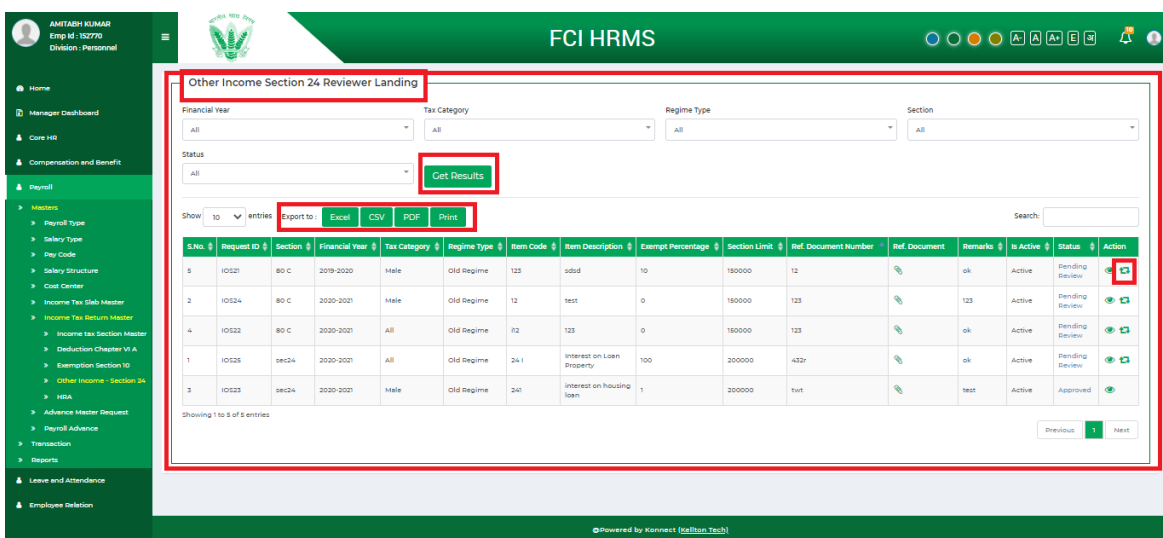 AMITABH KUMAR
Emp Id : 152770
Division : Personnel
FCI HRMS
A- A A+ E अ
10
Home
Manager Dashboard
Core HR
Compensation and Benefit
Payroll
» Masters
» Payroll Type
» Salary Type
» Pay Code
» Salary Structure
» Cost Center
» Income Tax Slab Master
» Income Tax Return Master
» Income tax Section Master
» Deduction Chapter VI A
» Exemption Section 10
» Other Income - Section 24
» HRA
» Advance Master Request
» Payroll Advance
» Transaction
» Reports
Leave and Attendance
Employee Relation
Other Income Section 24 Reviewer Landing
Financial Year Tax Category Regime Type Section
All All All All
Status
All Get Results
Show 10 entries Export to : Excel CSV PDF Print Search:
S.No. Request ID Section Financial Year Tax Category Regime Type Item Code Item Description Exempt Percentage Section Limit Ref. Document Number Ref. Document Remarks Is Active Status Action
5 IOS21 80 C 2019-2020 Male Old Regime 123 sdsd 10 150000 12 ok Active Pending Review
2 IOS24 80 C 2020-2021 Male Old Regime 12 test 0 150000 123 123 Active Pending Review
4 IOS22 80 C 2020-2021 All Old Regime 123 0 150000 123 ok Active Pending Review
1 IOS25 sec24 2020-2021 All Old Regime 24 I Interest on Loan Property 100 200000 432r ok Active Pending Review
3 IOS23 sec24 2020-2021 Male Old Regime 241 interest on housing loan 1 200000 twt test Active Approved
Showing 1 to 5 of 5 entries
Previous 1 Next
@Powered by Konnect (Kellton Tech)